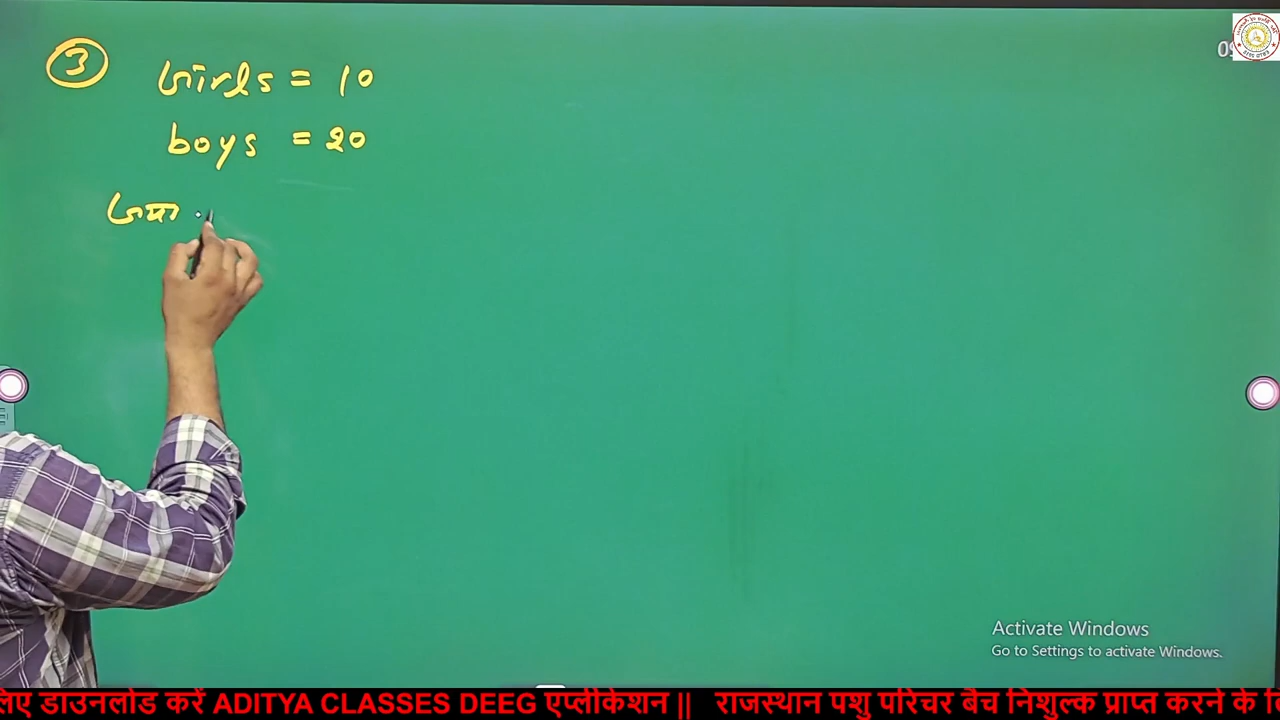 ③ Girls = 10
boys = 20
जया
Activate Windows
Go to Settings to activate Windows.
लिए डाउनलोड करें ADITYA CLASSES DEEG एप्लीकेशन || राजस्थान पशु परिचर बैच निशुल्क प्राप्त करने के लि